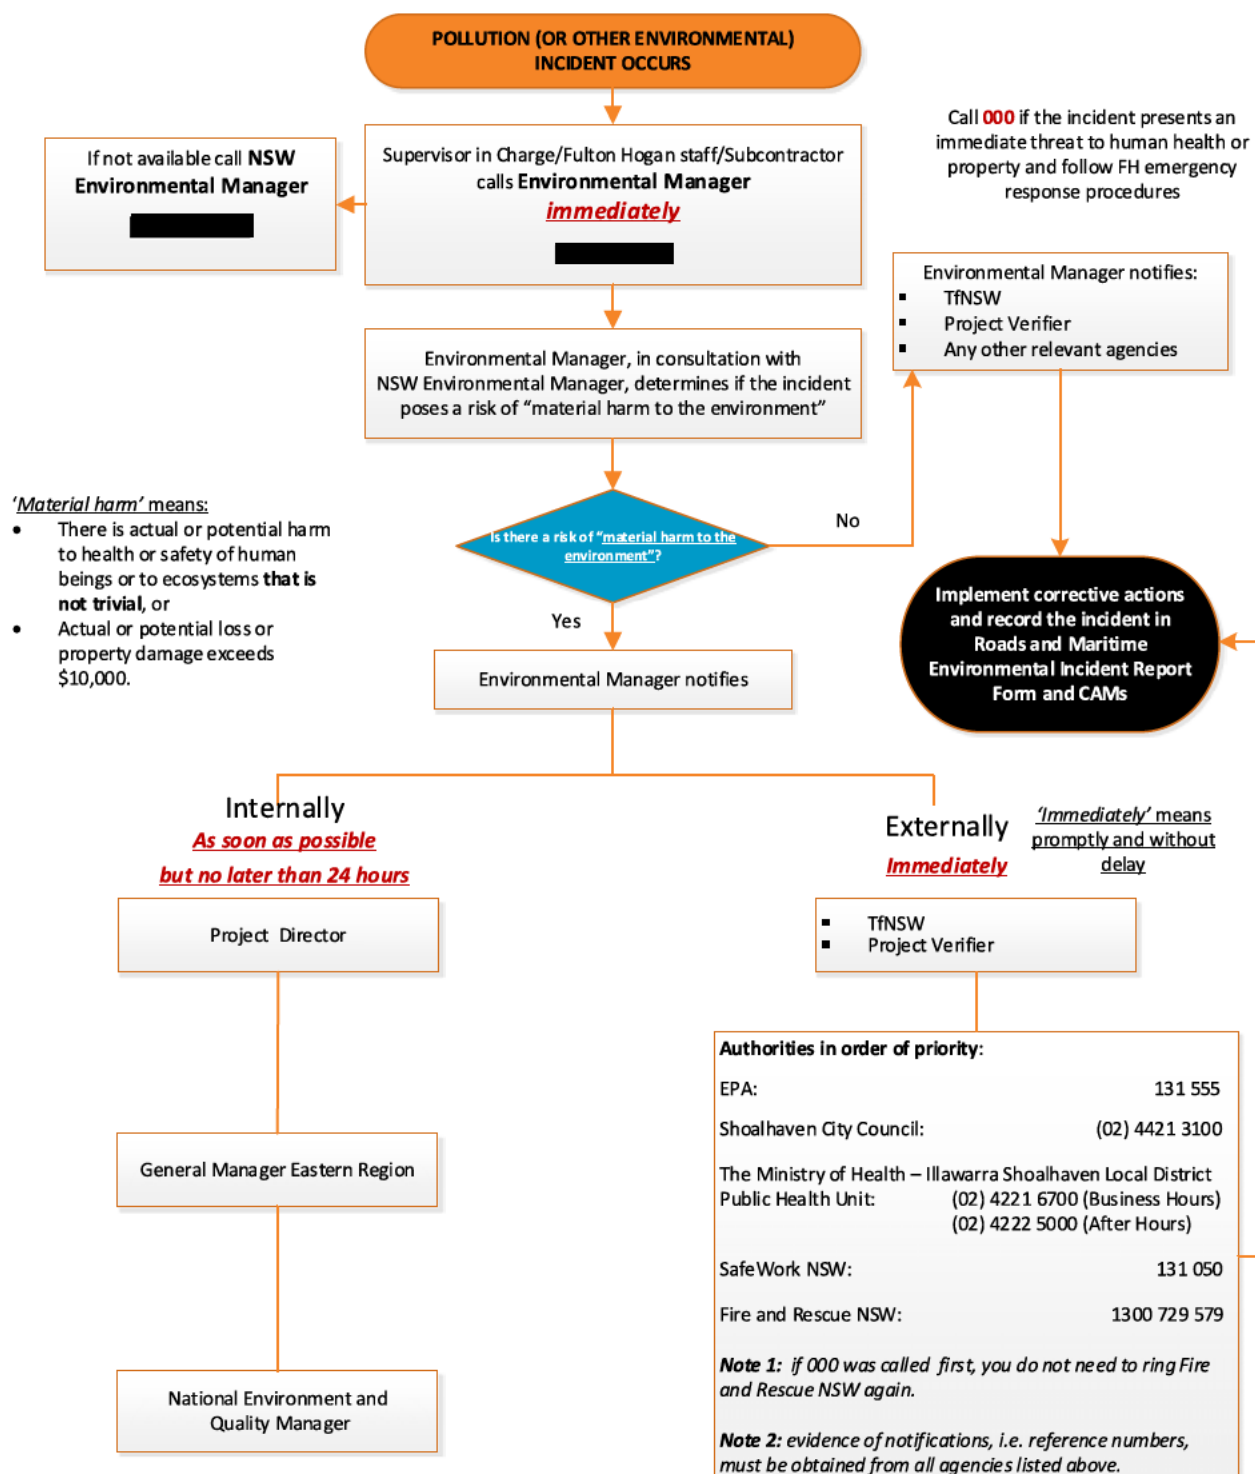 POLLUTION (OR OTHER ENVIRONMENTAL)
INCIDENT OCCURS
Call 000 if the incident presents an
immediate threat to human health or
property and follow FH emergency
response procedures
If not available call NSW
Environmental Manager
Supervisor in Charge/Fulton Hogan staff/Subcontractor
calls Environmental Manager
immediately
Environmental Manager notifies:
▪ TfNSW
▪ Project Verifier
▪ Any other relevant agencies
Environmental Manager, in consultation with
NSW Environmental Manager, determines if the incident
poses a risk of “material harm to the environment”
‘Material harm’ means:
• There is actual or potential harm
to health or safety of human
beings or to ecosystems that is
not trivial, or
• Actual or potential loss or
property damage exceeds
$10,000.
Is there a risk of “material harm to the
environment”?
No
Yes
Implement corrective actions
and record the incident in
Roads and Maritime
Environmental Incident Report
Form and CAMs
Environmental Manager notifies
Internally
As soon as possible
but no later than 24 hours
Externally
Immediately
‘Immediately’ means
promptly and without
delay
Project Director
▪ TfNSW
▪ Project Verifier
General Manager Eastern Region
National Environment and
Quality Manager
Authorities in order of priority:
EPA: 131 555
Shoalhaven City Council: (02) 4421 3100
The Ministry of Health – Illawarra Shoalhaven Local District
Public Health Unit: (02) 4221 6700 (Business Hours)
(02) 4222 5000 (After Hours)
SafeWork NSW: 131 050
Fire and Rescue NSW: 1300 729 579
Note 1: if 000 was called first, you do not need to ring Fire
and Rescue NSW again.
Note 2: evidence of notifications, i.e. reference numbers,
must be obtained from all agencies listed above.